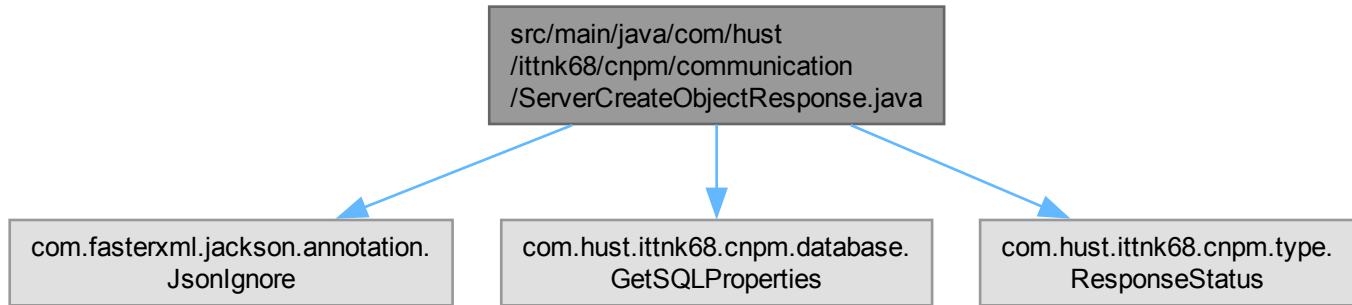 src/main/java/com/hust
/ittnk68/cnpm/communication
/ServerCreateObjectResponse.java
com.fasterxml.jackson.annotation.
JsonIgnore
com.hust.ittnk68.cnpm.database.
GetSQLProperties
com.hust.ittnk68.cnpm.type.
ResponseStatus